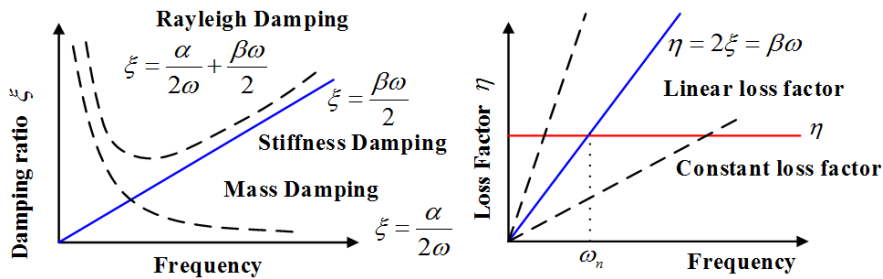 Rayleigh Damping
ξ = α/2ω + βω/2
ξ = βω/2
Stiffness Damping
Mass Damping
ξ = α/2ω
Damping ratio ξ
Frequency
η = 2ξ = βω
Linear loss factor
η
Constant loss factor
Loss Factor η
ωₙ
Frequency